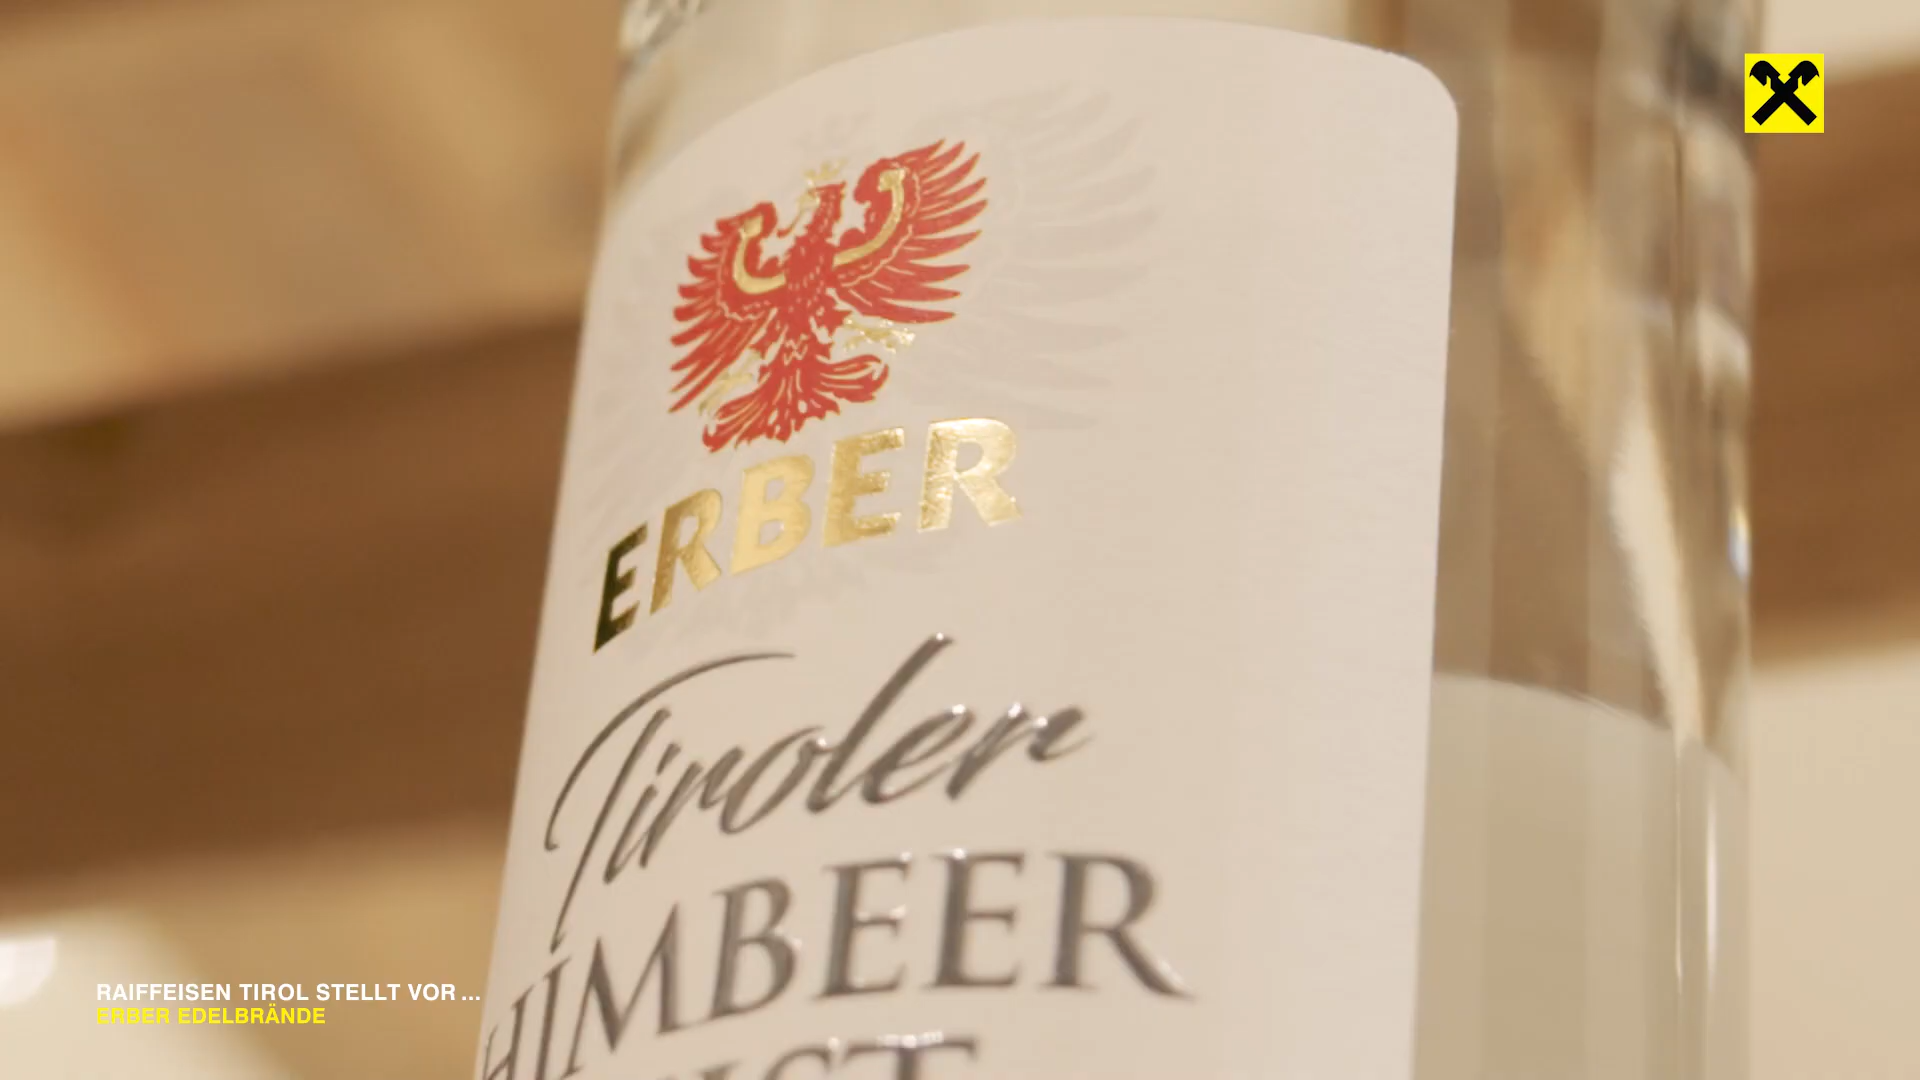 ERBER
Tiroler
HIMBEER
RAIFFEISEN TIROL STELLT VOR ...
ERBER EDELBRÄNDE